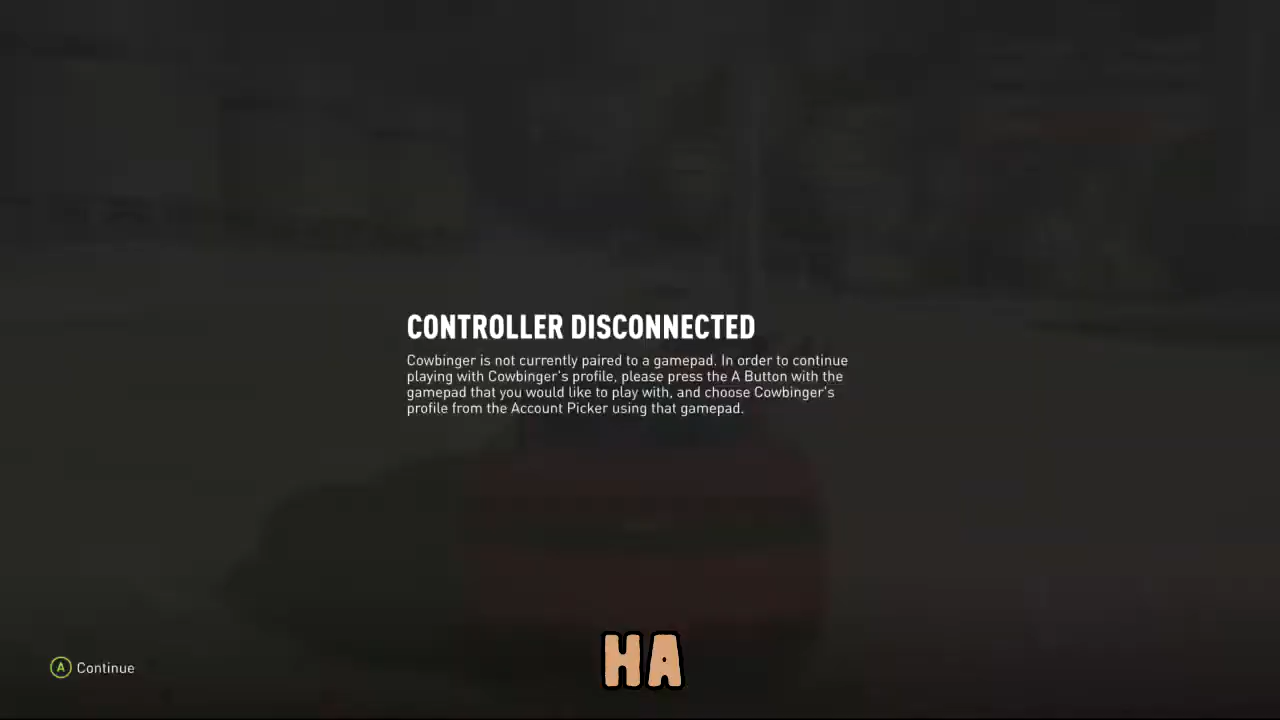 CONTROLLER DISCONNECTED
Cowbinger is not currently paired to a gamepad. In order to continue
playing with Cowbinger's profile, please press the A Button with the
gamepad that you would like to play with, and choose Cowbinger's
profile from the Account Picker using that gamepad.
A Continue
HA